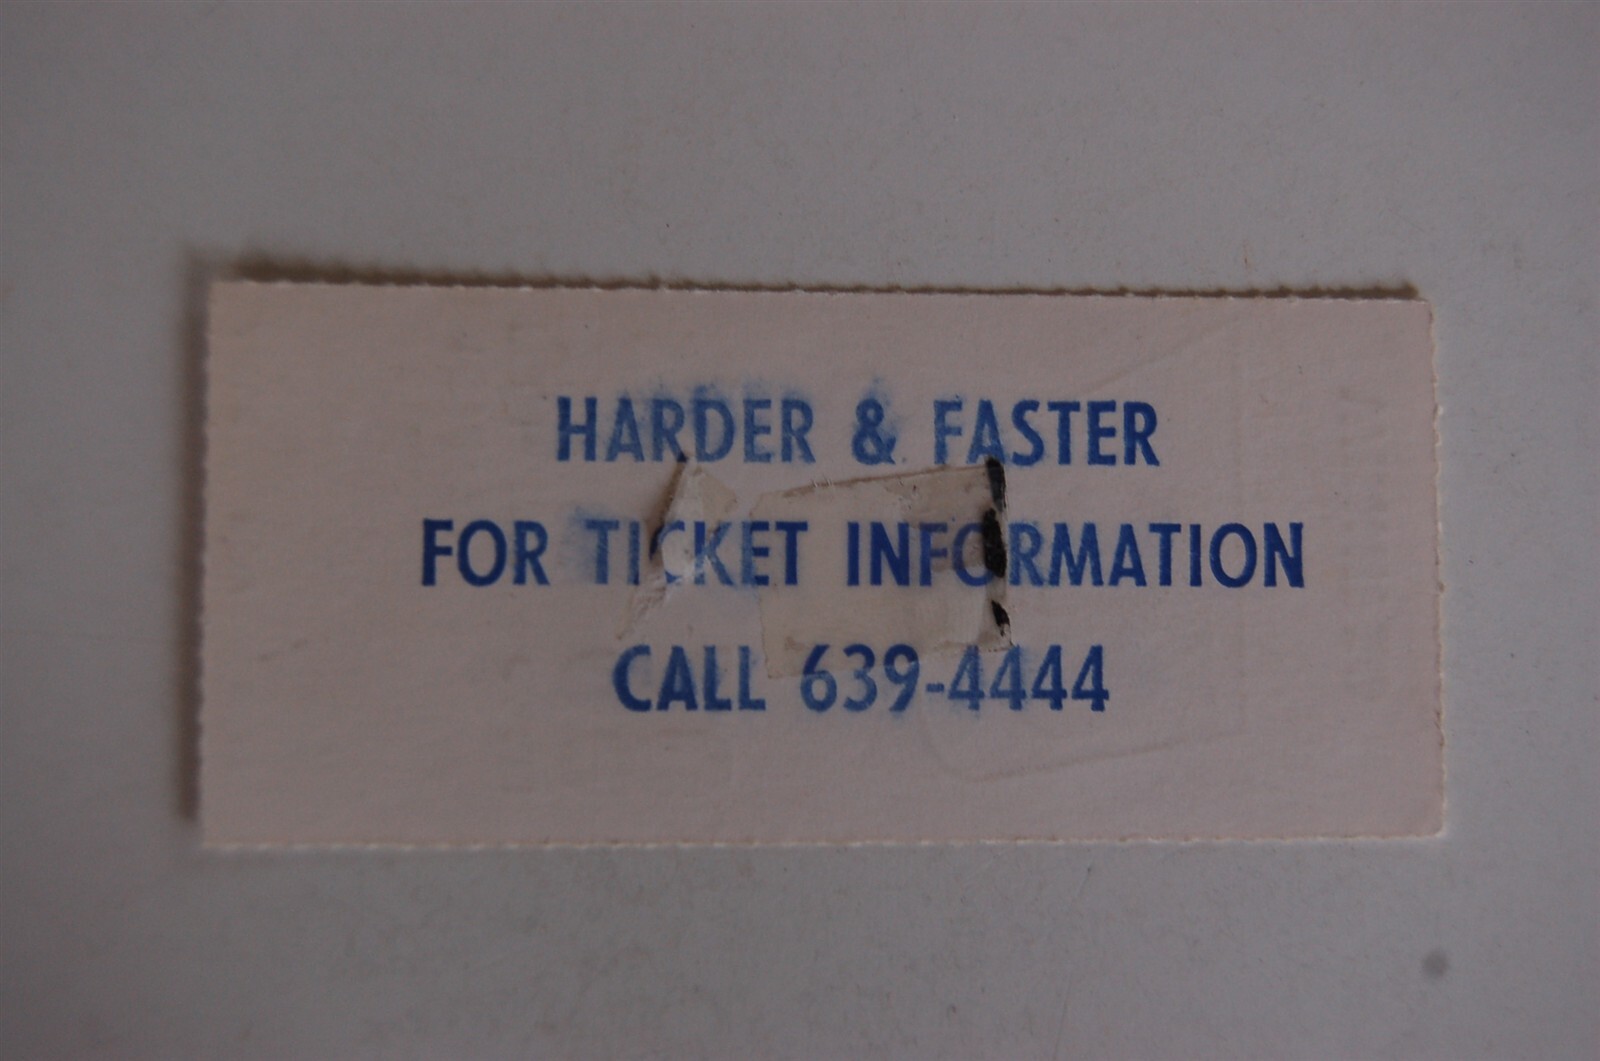 HARDER & FASTER
FOR TICKET INFORMATION
CALL 639-4444